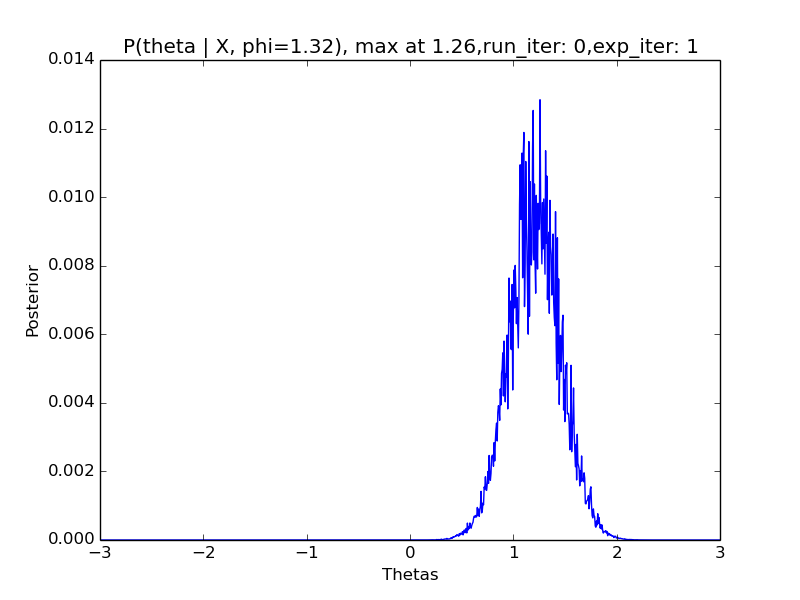 P(theta | X, phi=1.32), max at 1.26,run_iter: 0,exp_iter: 1
0.014
0.012
0.010
0.008
0.006
0.004
0.002
0.000
Posterior
−3 −2 −1 0 1 2 3
Thetas